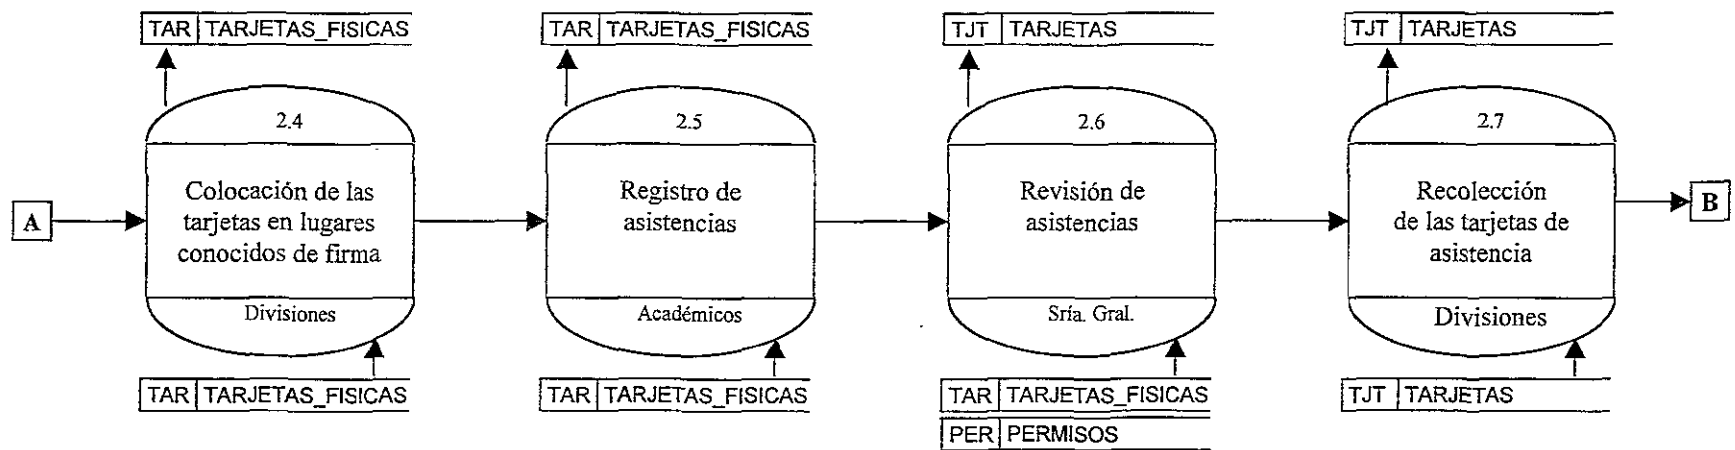 TAR TARJETAS_FISICAS
TAR TARJETAS_FISICAS
TJT TARJETAS
TJT TARJETAS
2.4
2.5
2.6
2.7
A
Colocación de las
tarjetas en lugares
conocidos de firma
Registro de
asistencias
Revisión de
asistencias
Recolección
de las tarjetas de
asistencia
B
Divisiones
Académicos
Sría. Gral.
Divisiones
TAR TARJETAS_FISICAS
TAR TARJETAS_FISICAS
TAR TARJETAS_FISICAS
TJT TARJETAS
PER PERMISOS